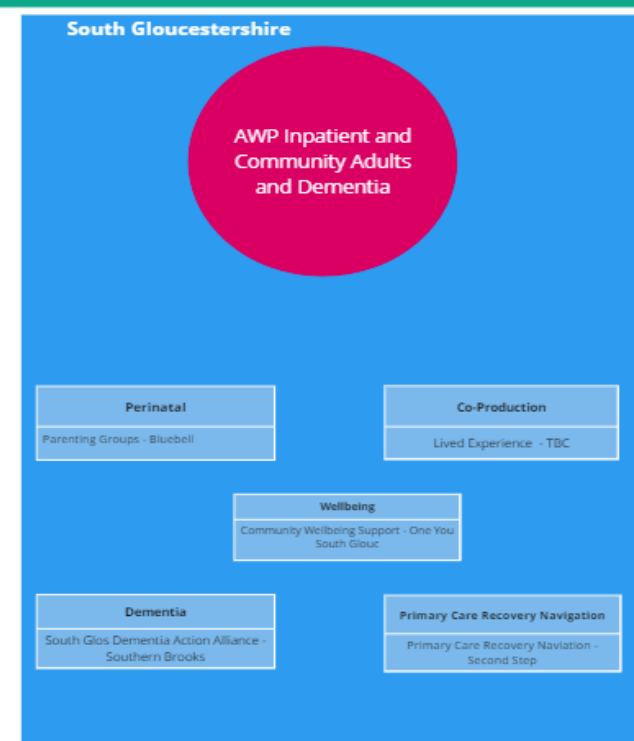 South Gloucestershire
AWP Inpatient and
Community Adults
and Dementia
Perinatal
Parenting Groups - Bluebell
Co-Production
Lived Experience - TBC
Wellbeing
Community Wellbeing Support - One You
South Glouc
Dementia
South Glos Dementia Action Alliance -
Southern Brooks
Primary Care Recovery Navigation
Primary Care Recovery Naviation -
Second Step